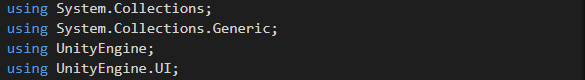 using System.Collections;
using System.Collections.Generic;
using UnityEngine;
using UnityEngine.UI;